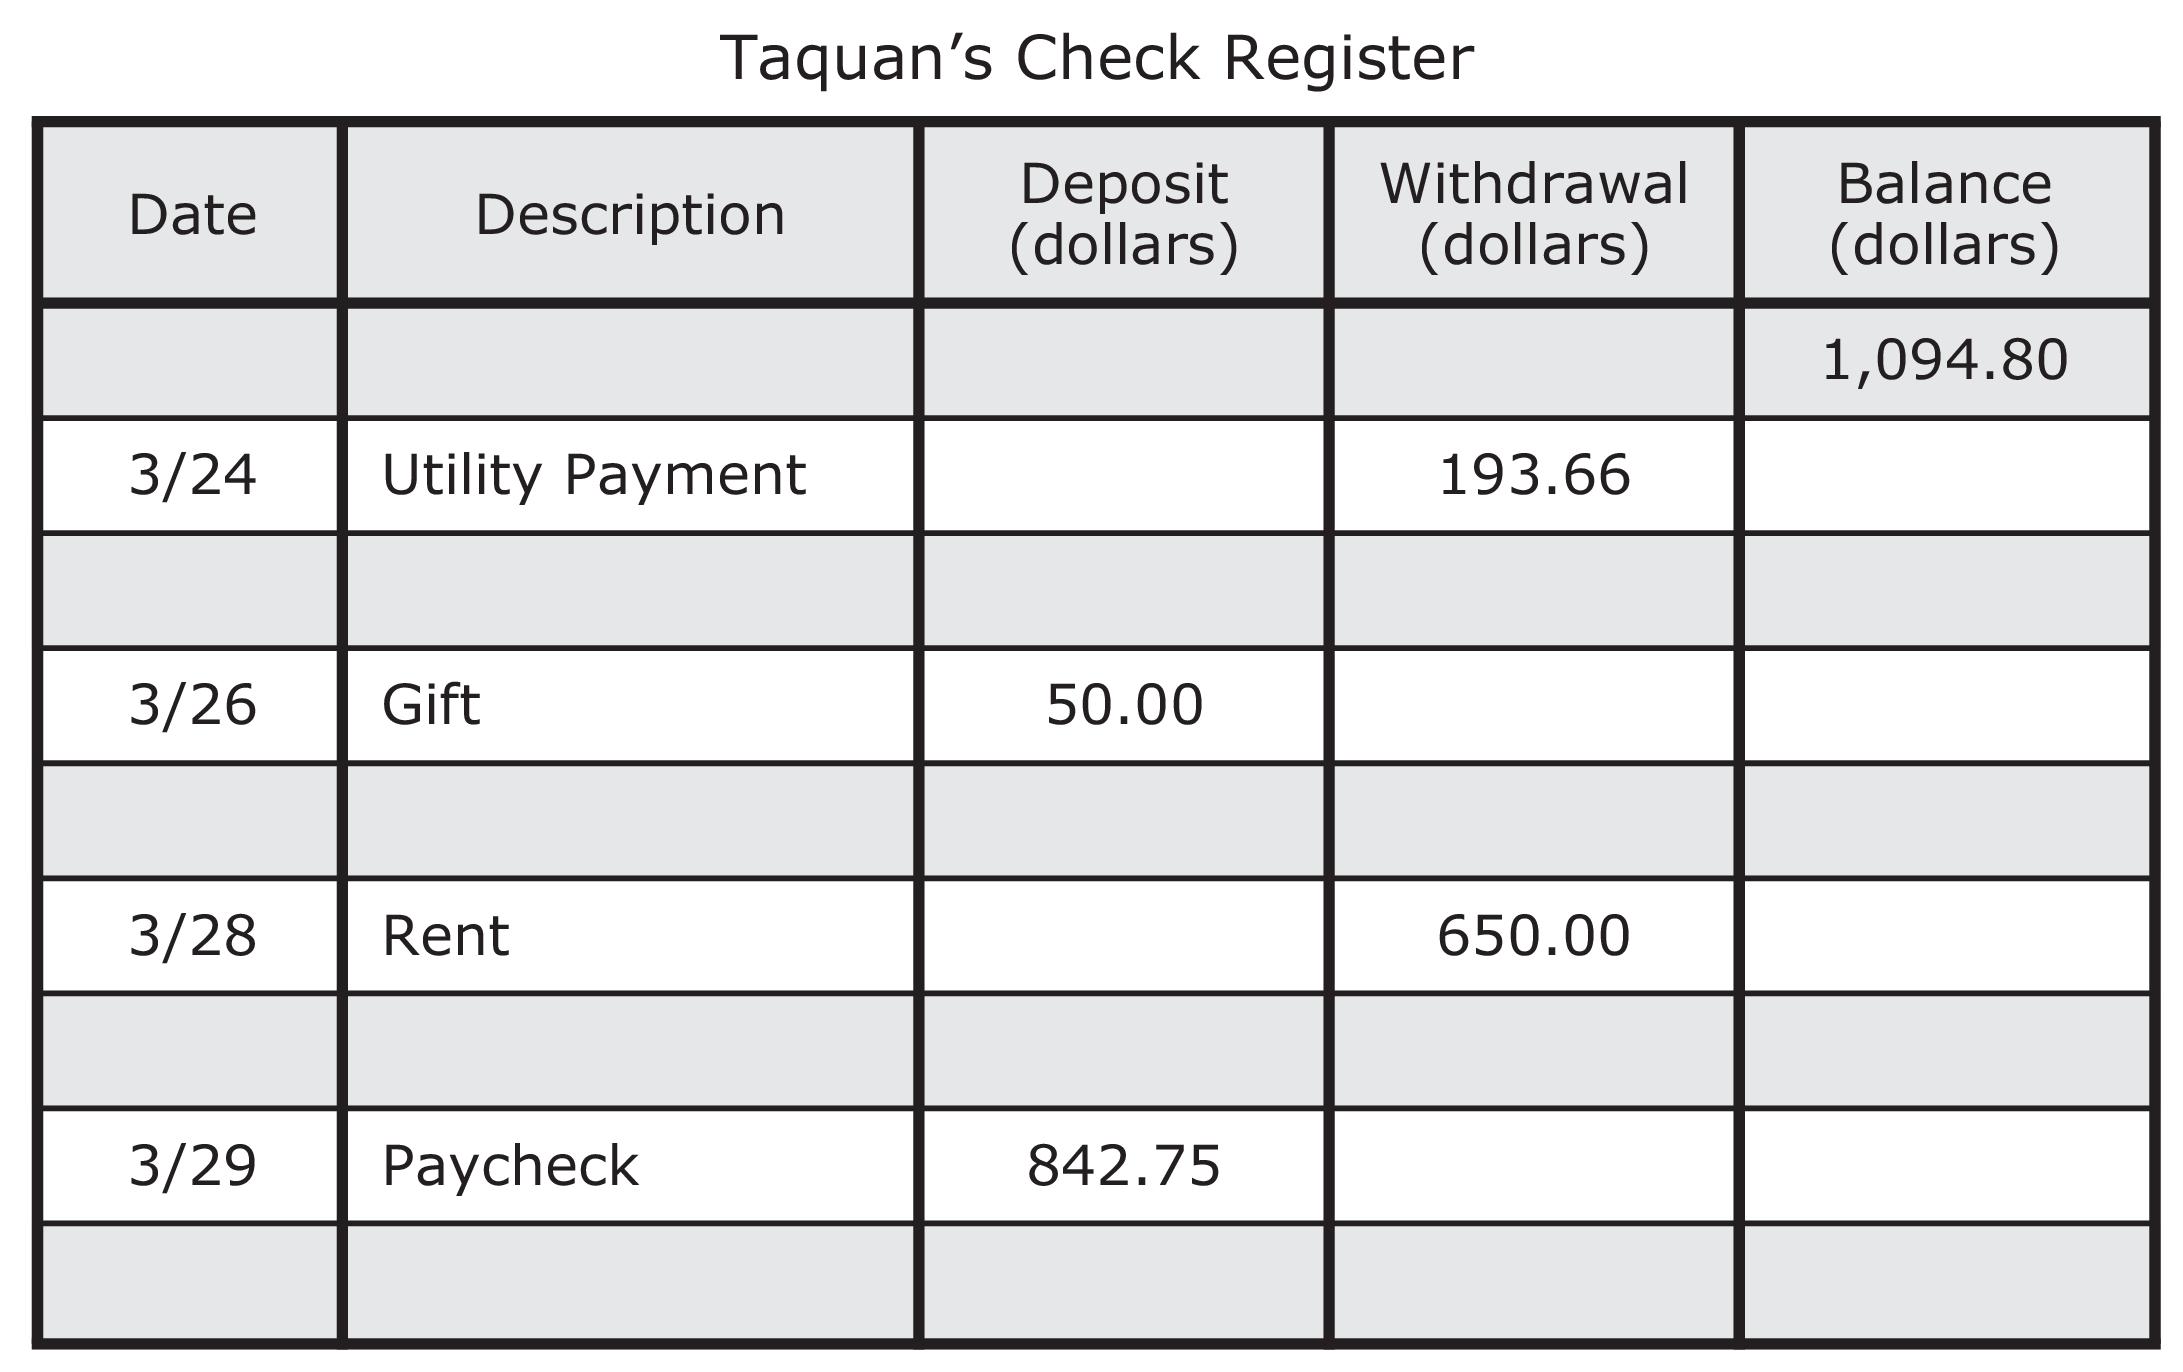 Taquan’s Check Register
Date Description Deposit (dollars) Withdrawal (dollars) Balance (dollars)
1,094.80
3/24 Utility Payment 193.66
3/26 Gift 50.00
3/28 Rent 650.00
3/29 Paycheck 842.75